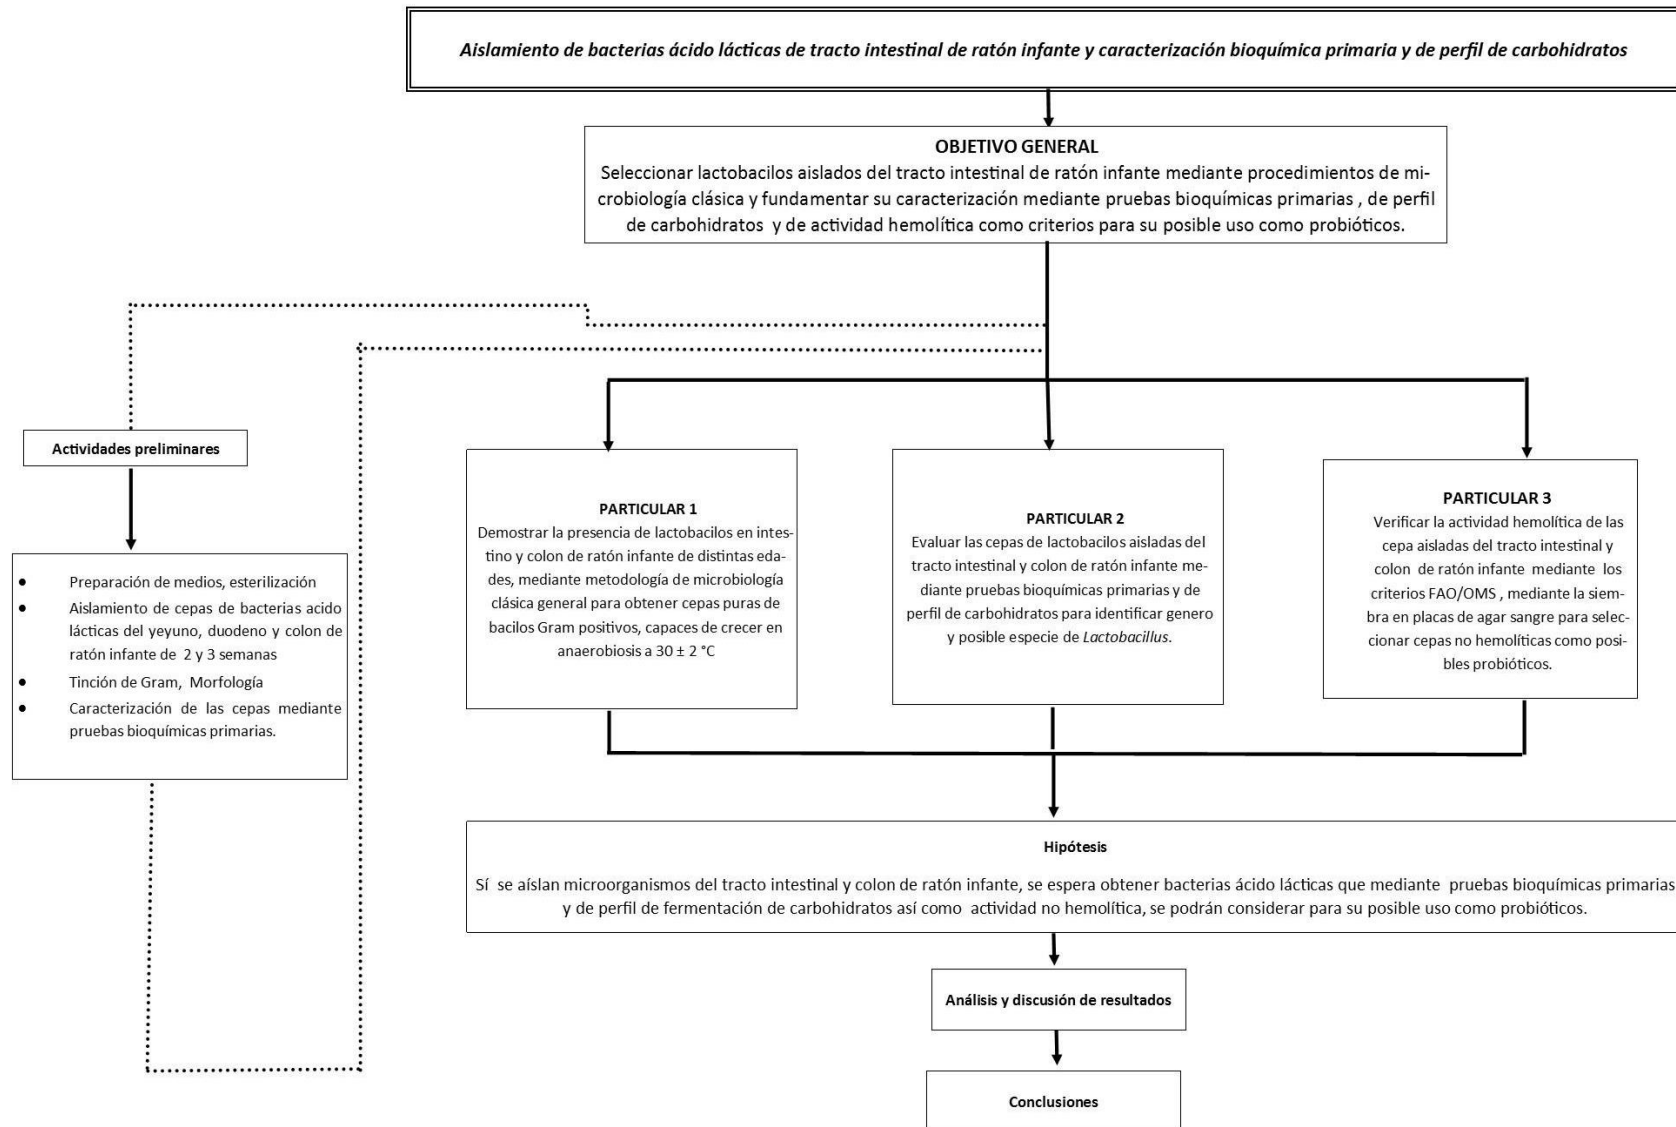 Aislamiento de bacterias ácido lácticas de tracto intestinal de ratón infante y caracterización bioquímica primaria y de perfil de carbohidratos
OBJETIVO GENERAL
Seleccionar lactobacilos aislados del tracto intestinal de ratón infante mediante procedimientos de mi-
crobiología clásica y fundamentar su caracterización mediante pruebas bioquímicas primarias , de perfil
de carbohidratos y de actividad hemolítica como criterios para su posible uso como probióticos.
Actividades preliminares
● Preparación de medios, esterilización
● Aislamiento de cepas de bacterias acido
lácticas del yeyuno, duodeno y colon de
ratón infante de 2 y 3 semanas
● Tinción de Gram, Morfología
● Caracterización de las cepas mediante
pruebas bioquímicas primarias.
PARTICULAR 1
Demostrar la presencia de lactobacilos en intes-
tino y colon de ratón infante de distintas eda-
des, mediante metodología de microbiología
clásica general para obtener cepas puras de
bacilos Gram positivos, capaces de crecer en
anaerobiosis a 30 ± 2 °C
PARTICULAR 2
Evaluar las cepas de lactobacilos aisladas del
tracto intestinal y colon de ratón infante me-
diante pruebas bioquímicas primarias y de
perfil de carbohidratos para identificar genero
y posible especie de Lactobacillus.
PARTICULAR 3
Verificar la actividad hemolítica de las
cepa aisladas del tracto intestinal y
colon de ratón infante mediante los
criterios FAO/OMS , mediante la siem-
bra en placas de agar sangre para selec-
cionar cepas no hemolíticas como posi-
bles probióticos.
Hipótesis
Sí se aíslan microorganismos del tracto intestinal y colon de ratón infante, se espera obtener bacterias ácido lácticas que mediante pruebas bioquímicas primarias
y de perfil de fermentación de carbohidratos así como actividad no hemolítica, se podrán considerar para su posible uso como probióticos.
Análisis y discusión de resultados
Conclusiones